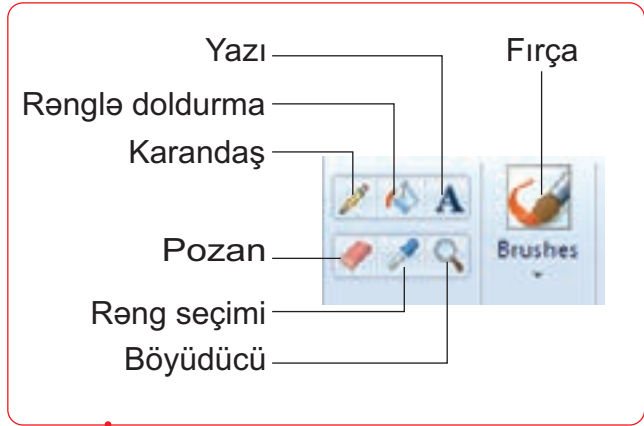 Yazı
Fırça
Rənglə doldurma
Karandaş
A
Pozan
Brushes
Rəng seçimi
Böyüdücü